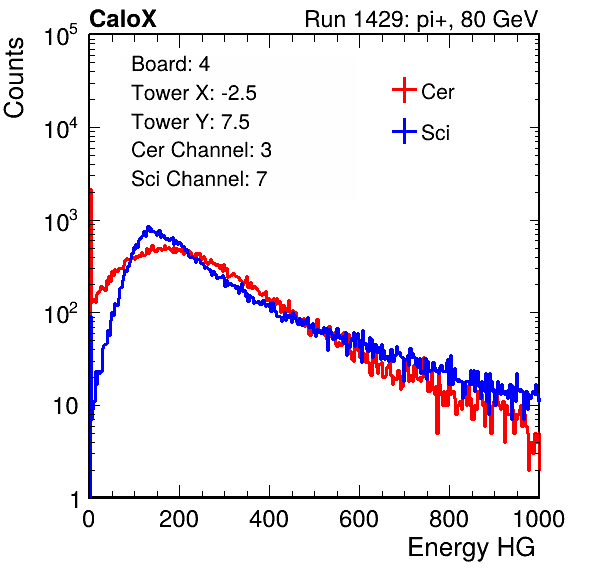 CaloX Run 1429: pi+, 80 GeV
Counts
10^5
10^4
10^3
10^2
10
1
Board: 4
Tower X: -2.5
Tower Y: 7.5
Cer Channel: 3
Sci Channel: 7
Cer
Sci
0 200 400 600 800 1000
Energy HG